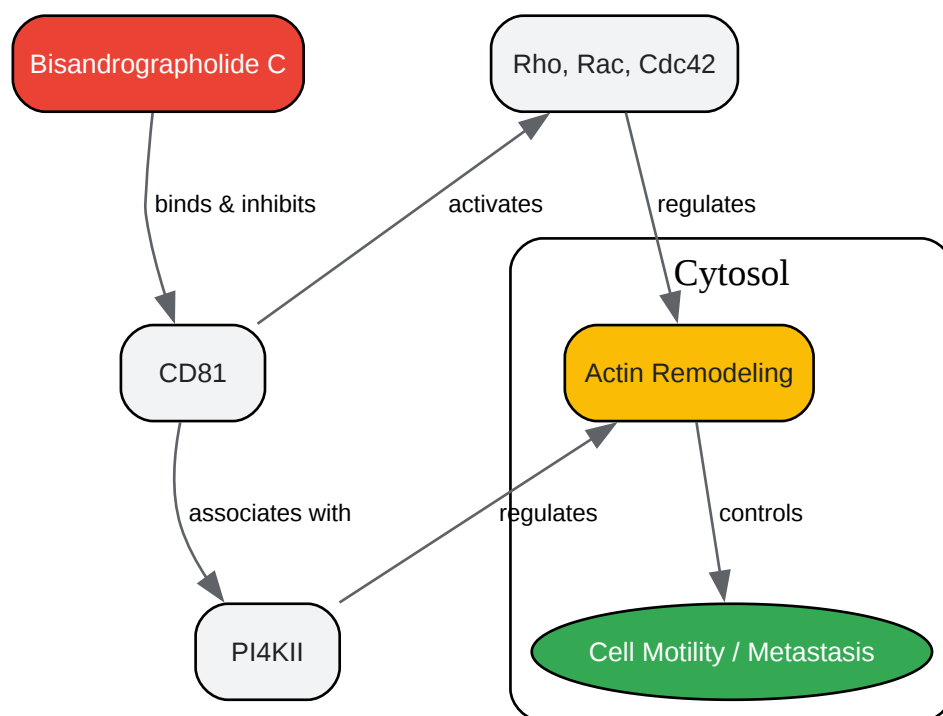 Bisandrographolide C
Rho, Rac, Cdc42
binds & inhibits
activates
regulates
Cytosol
CD81
Actin Remodeling
associates with
regulates
controls
PI4KII
Cell Motility / Metastasis